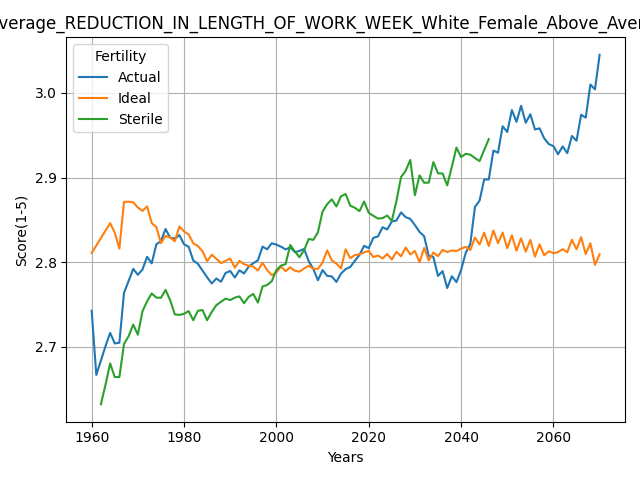 verage_REDUCTION_IN_LENGTH_OF_WORK_WEEK_White_Female_Above_Aver
Fertility
Actual
Ideal
Sterile
3.0
2.9
2.8
2.7
Score(1-5)
1960
1980
2000
2020
2040
2060
Years